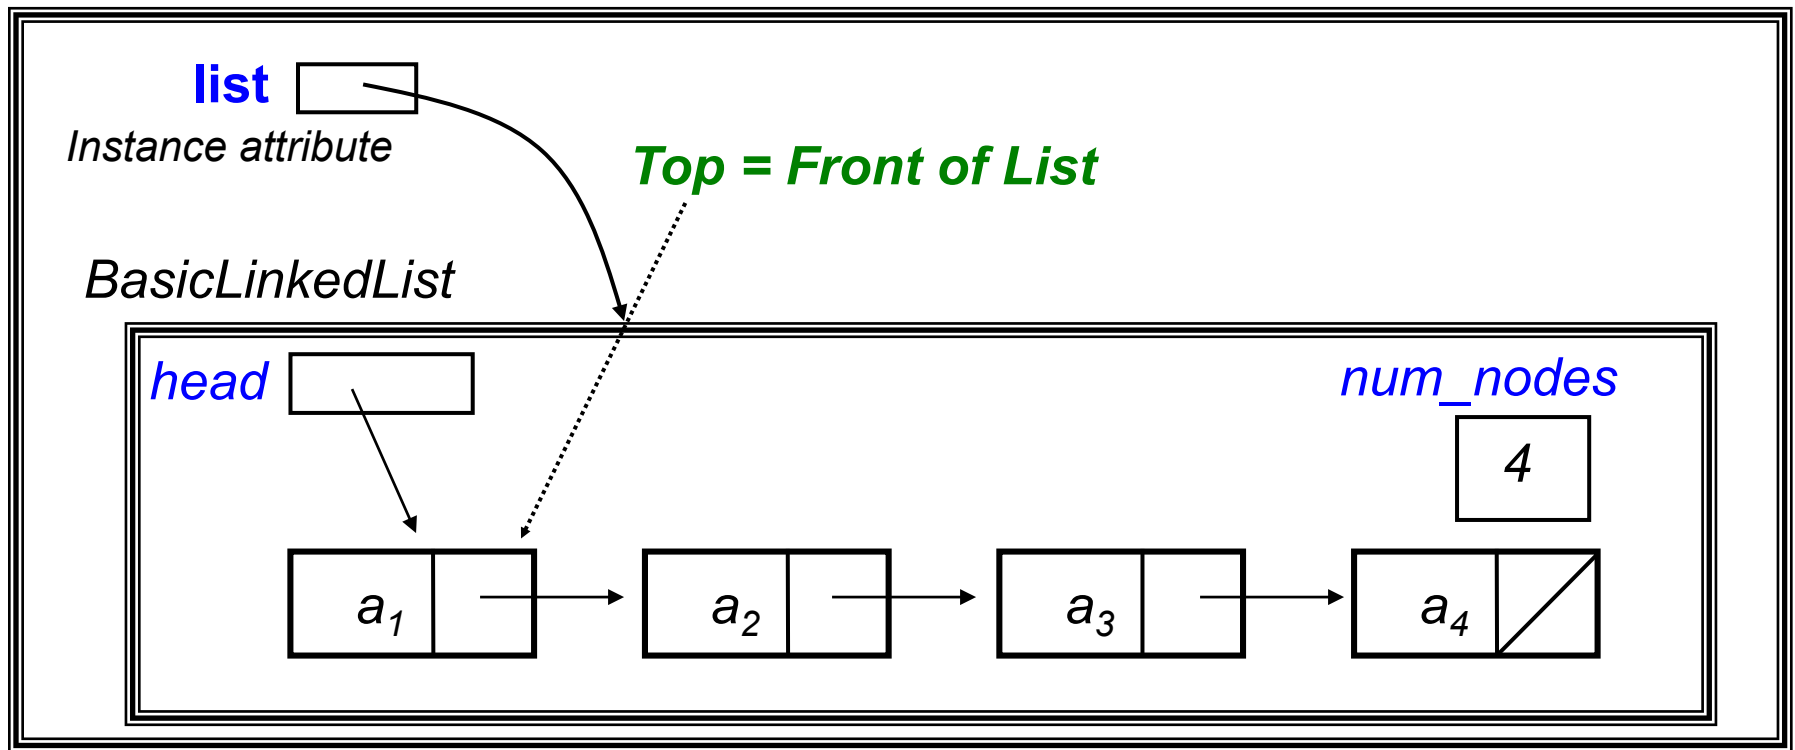 list
Instance attribute
Top = Front of List
BasicLinkedList
head
num_nodes
4
a1 a2 a3 a4